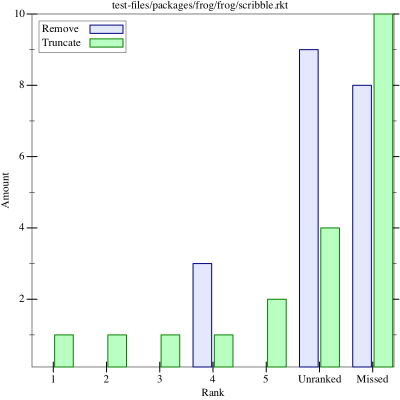 test-files/packages/frog/frog/scribble.rkt
Remove
Truncate
10
8
6
4
2
Amount
1 2 3 4 5 Unranked Missed
Rank